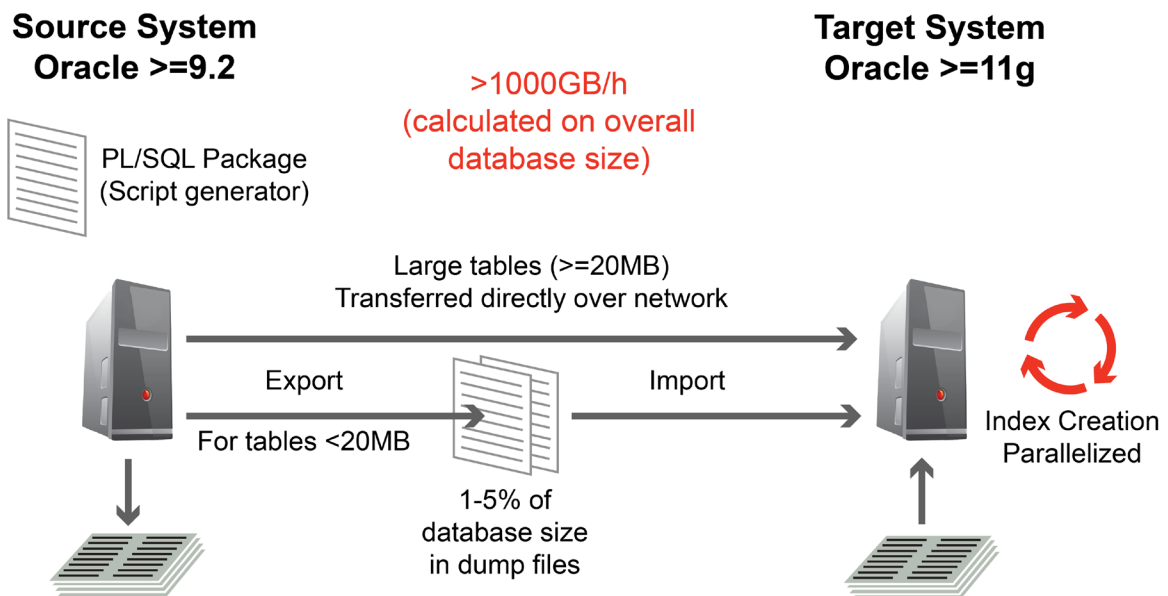 Source System
Oracle >=9.2
Target System
Oracle >=11g
>1000GB/h
(calculated on overall
database size)
PL/SQL Package
(Script generator)
Large tables (>=20MB)
Transferred directly over network
Export
Import
For tables <20MB
Index Creation
Parallelized
1-5% of
database size
in dump files